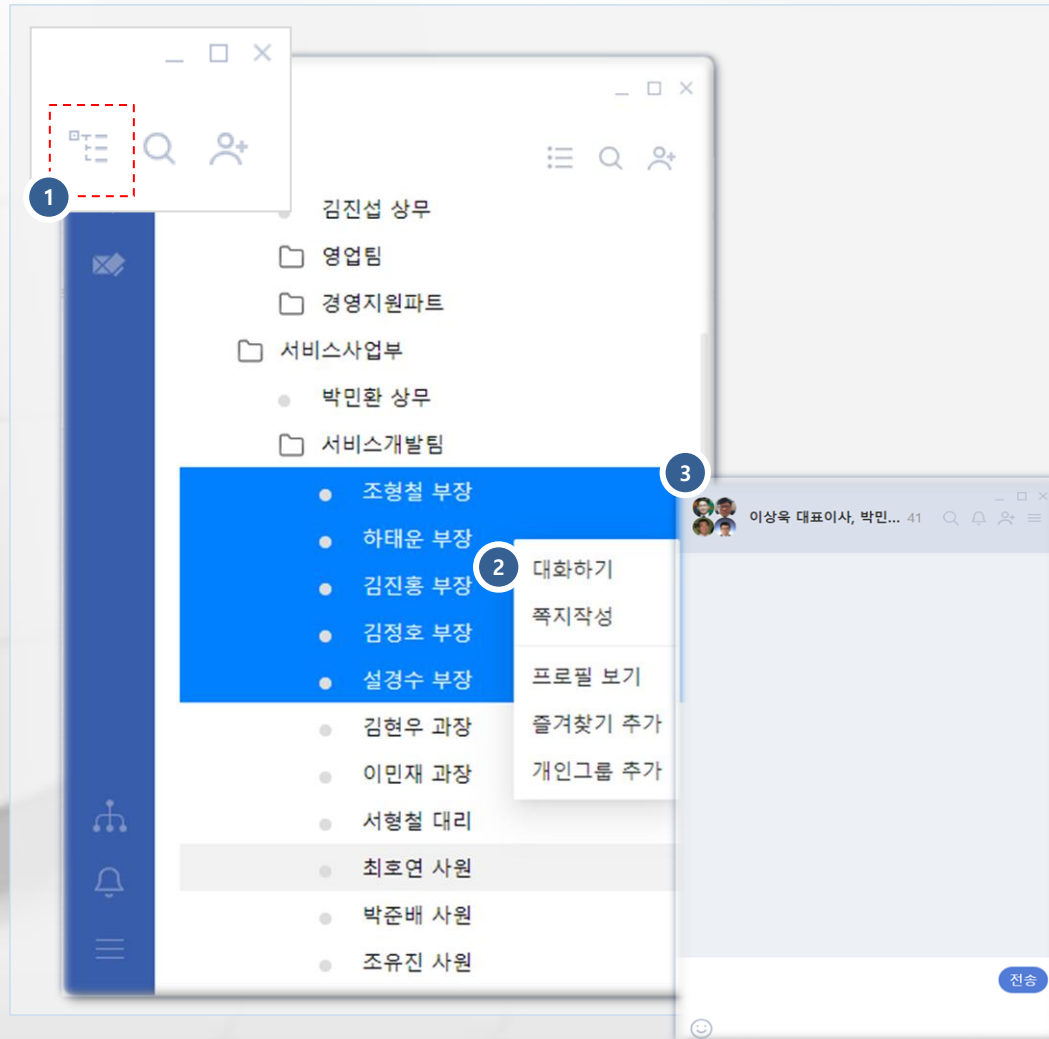 1
김진섭 상무
영업팀
경영지원파트
서비스사업부
박민환 상무
서비스개발팀
조형철 부장
하태운 부장
김진홍 부장
김정호 부장
설경수 부장
김현우 과장
이민재 과장
서형철 대리
최호연 사원
박준배 사원
조유진 사원
2
대화하기
쪽지작성
프로필 보기
즐겨찾기 추가
개인그룹 추가
3
이상욱 대표이사, 박민... 41
전송